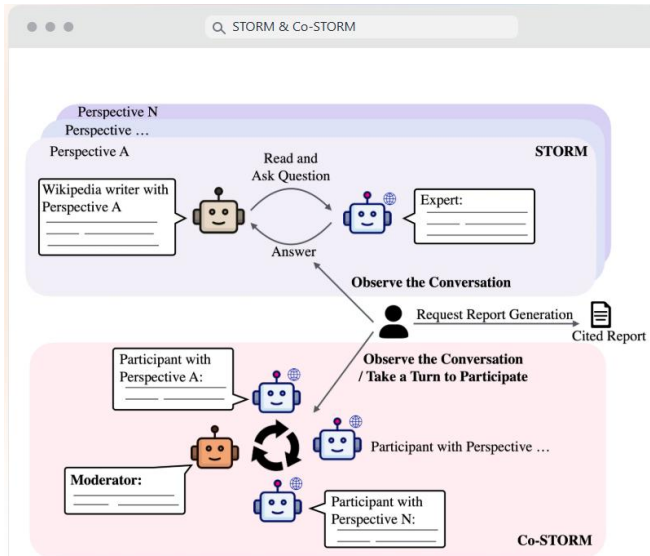 STORM & Co-STORM
Perspective N
Perspective …
Perspective A
STORM
Read and
Ask Question
Wikipedia writer with
Perspective A
Expert:
Answer
Observe the Conversation
Request Report Generation
Cited Report
Observe the Conversation
/ Take a Turn to Participate
Participant with
Perspective A:
Participant with Perspective …
Moderator:
Participant with
Perspective N:
Co-STORM